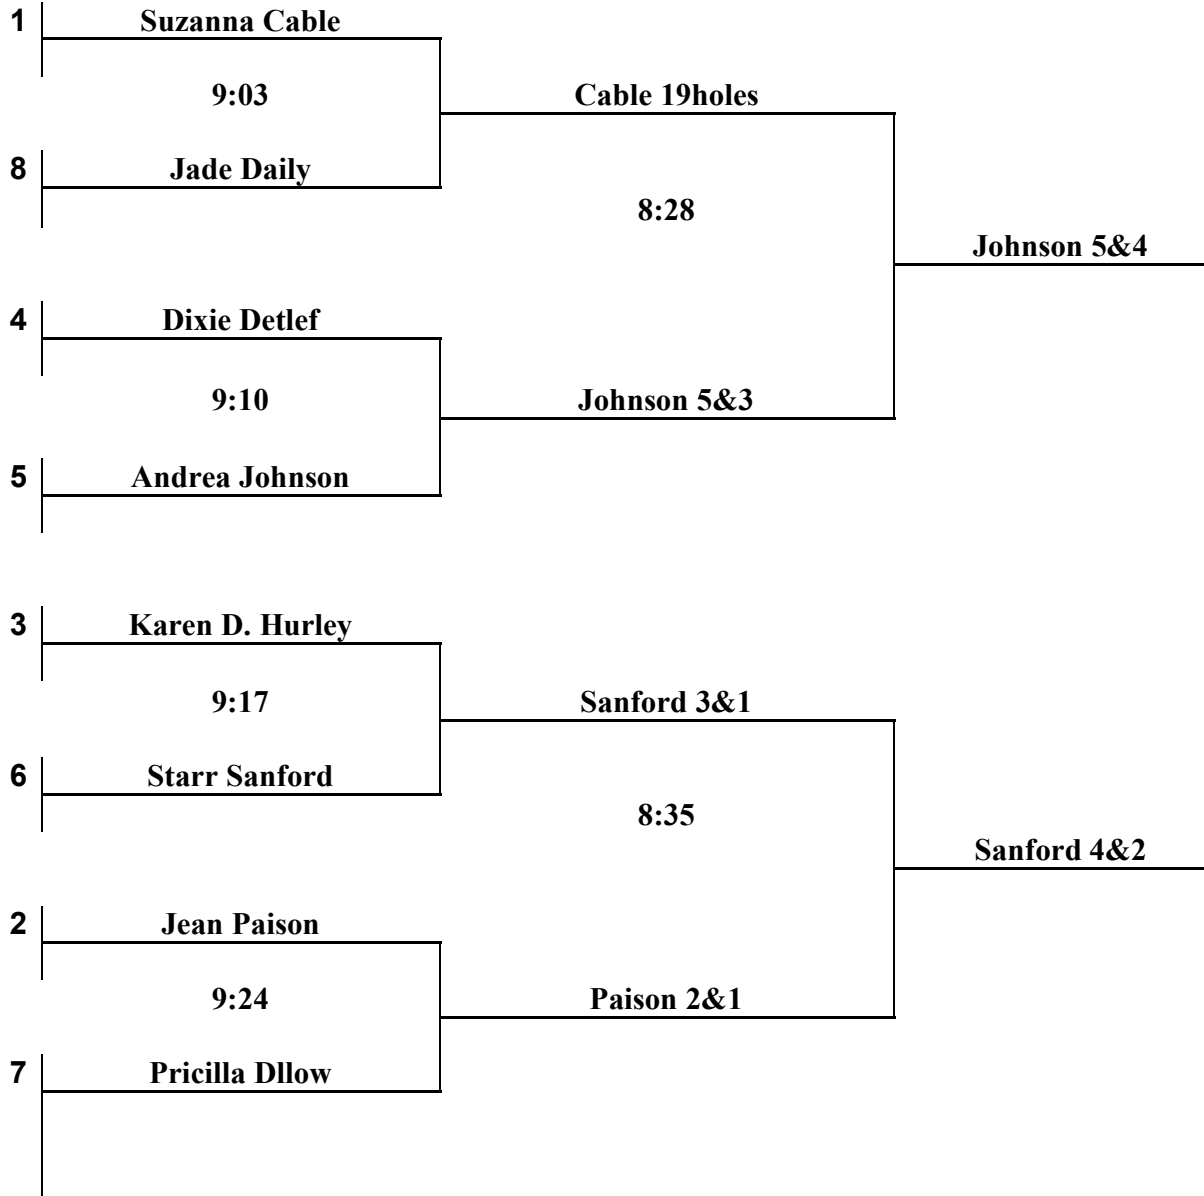 1 Suzanna Cable
9:03 Cable 19holes
8 Jade Daily
8:28
Johnson 5&4
4 Dixie Detlef
9:10 Johnson 5&3
5 Andrea Johnson
3 Karen D. Hurley
9:17 Sanford 3&1
6 Starr Sanford
8:35
Sanford 4&2
2 Jean Paison
9:24 Paison 2&1
7 Pricilla Dllow